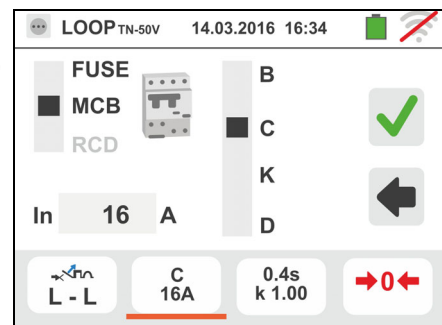 LOOP TN-50V 14.03.2016 16:34
FUSE
MCB
RCD
B
C
K
D
In 16 A
L - L
C
16A
0.4s
k 1.00
0